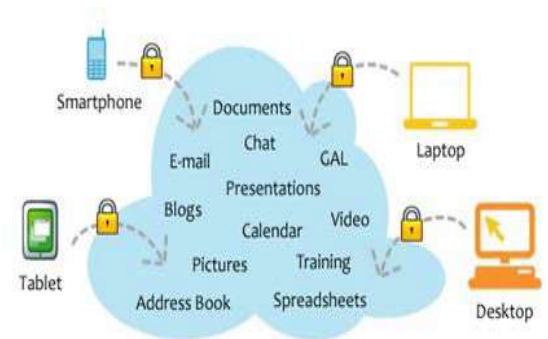 Smartphone
Documents
Chat
E-mail
GAL
Laptop
Presentations
Blogs
Calendar
Video
Tablet
Pictures
Training
Address Book
Spreadsheets
Desktop